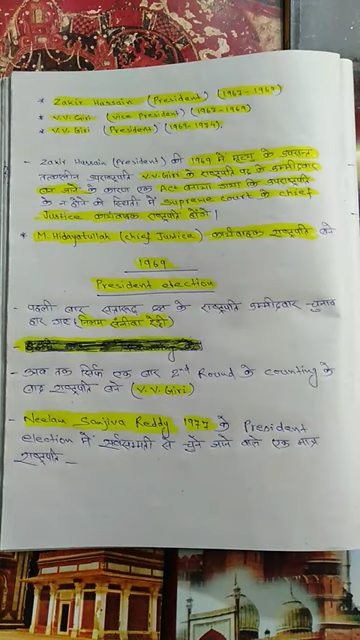 * Zakir Hussain (President) (1967-1969)
* V.V. Giri (Vice President) (1967-1969)
* V.V. Giri (President) (1969-1974).
- Zakir Hussain (President) की 1969 में मृत्यु के उपरान्त
तत्कालीन उपराष्ट्रपति V.V. Giri के राष्ट्रपति पद के उम्मीदवार
बन जाने के कारण एक Act बनाया गया कि उपराष्ट्रपति
के न होने की स्थिति में Supreme court के chief
Justice कार्यवाहक राष्ट्रपति होंगे।
* M. Hidayatullah (chief Justice) कार्यवाहक राष्ट्रपति बने
1969
President election
- पहली बार सत्तारूढ़ दल के राष्ट्रपति उम्मीदवार चुनाव
हार गए (नीलम संजीवा रेड्डी)
- अब तक सिर्फ एक बार 2nd Round के counting के
बाद राष्ट्रपति बने (V.V. Giri)
- Neelam Sanjiva Reddy 1977 के President
election में सर्वसम्मती से चुने जाने वाले एक मात्र
राष्ट्रपति _